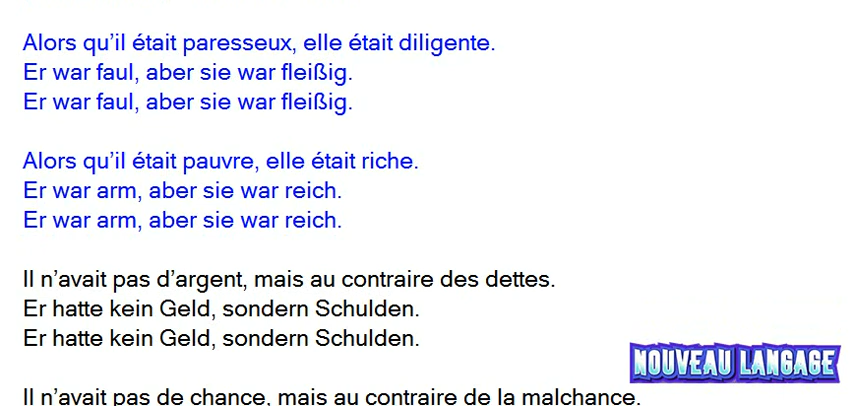 Alors qu’il était paresseux, elle était diligente.
Er war faul, aber sie war fleißig.
Er war faul, aber sie war fleißig.
Alors qu’il était pauvre, elle était riche.
Er war arm, aber sie war reich.
Er war arm, aber sie war reich.
Il n’avait pas d’argent, mais au contraire des dettes.
Er hatte kein Geld, sondern Schulden.
Er hatte kein Geld, sondern Schulden.
NOUVEAU LANGAGE
Il n’avait pas de chance, mais au contraire de la malchance.